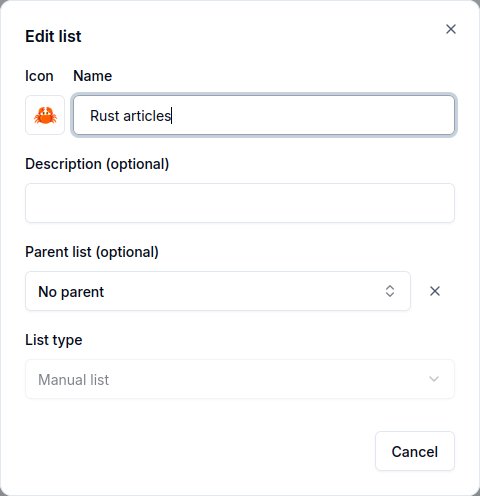 Edit list
Icon Name
Rust articles
Description (optional)
Parent list (optional)
No parent
List type
Manual list
Cancel